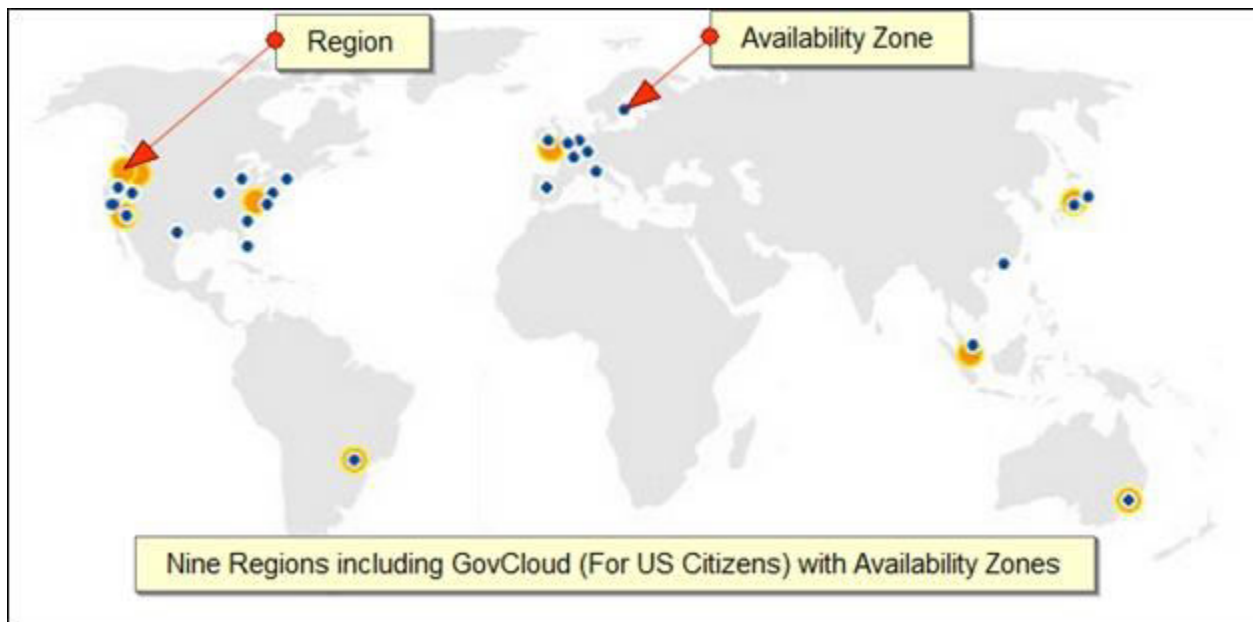 Region
Availability Zone
Nine Regions including GovCloud (For US Citizens) with Availability Zones